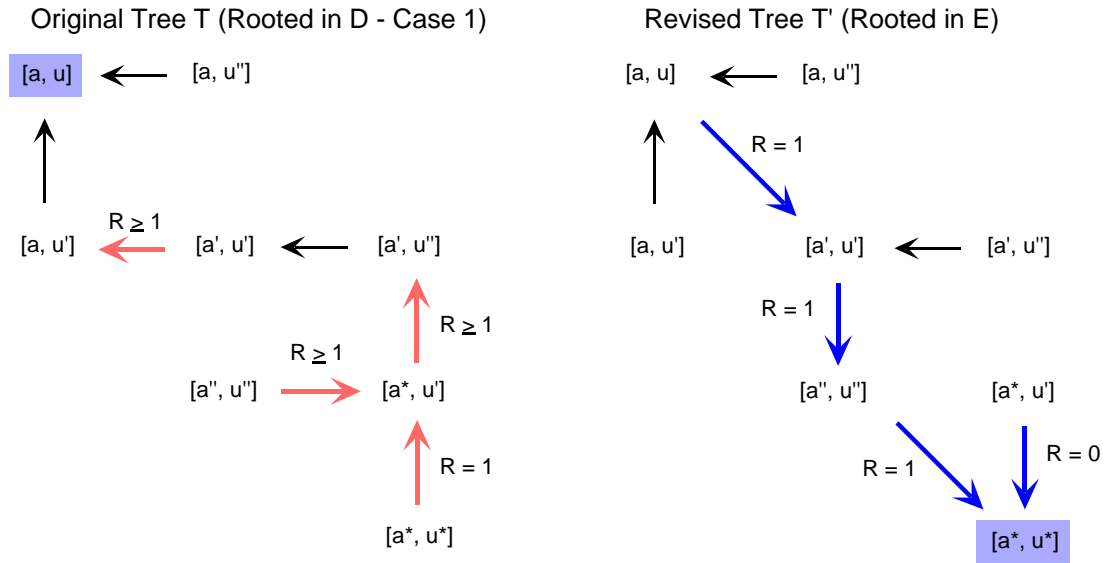 Original Tree T (Rooted in D - Case 1)
[a, u]
[a, u'']
R ≥ 1
[a, u']
[a', u']
[a', u'']
R ≥ 1
R ≥ 1
[a'', u'']
[a*, u']
R = 1
[a*, u*]
Revised Tree T' (Rooted in E)
[a, u]
[a, u'']
R = 1
[a, u']
[a', u']
[a', u'']
R = 1
[a'', u'']
[a*, u']
R = 1
R = 0
[a*, u*]